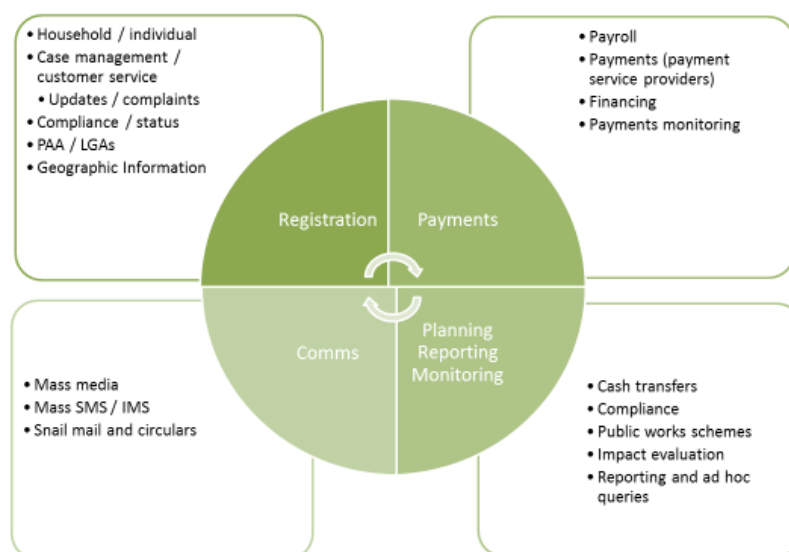 • Household / individual
• Case management /
customer service
• Updates / complaints
• Compliance / status
• PAA / LGAs
• Geographic Information
• Payroll
• Payments (payment
service providers)
• Financing
• Payments monitoring
Registration
Payments
Comms
Planning
Reporting
Monitoring
• Mass media
• Mass SMS / IMS
• Snail mail and circulars
• Cash transfers
• Compliance
• Public works schemes
• Impact evaluation
• Reporting and ad hoc
queries